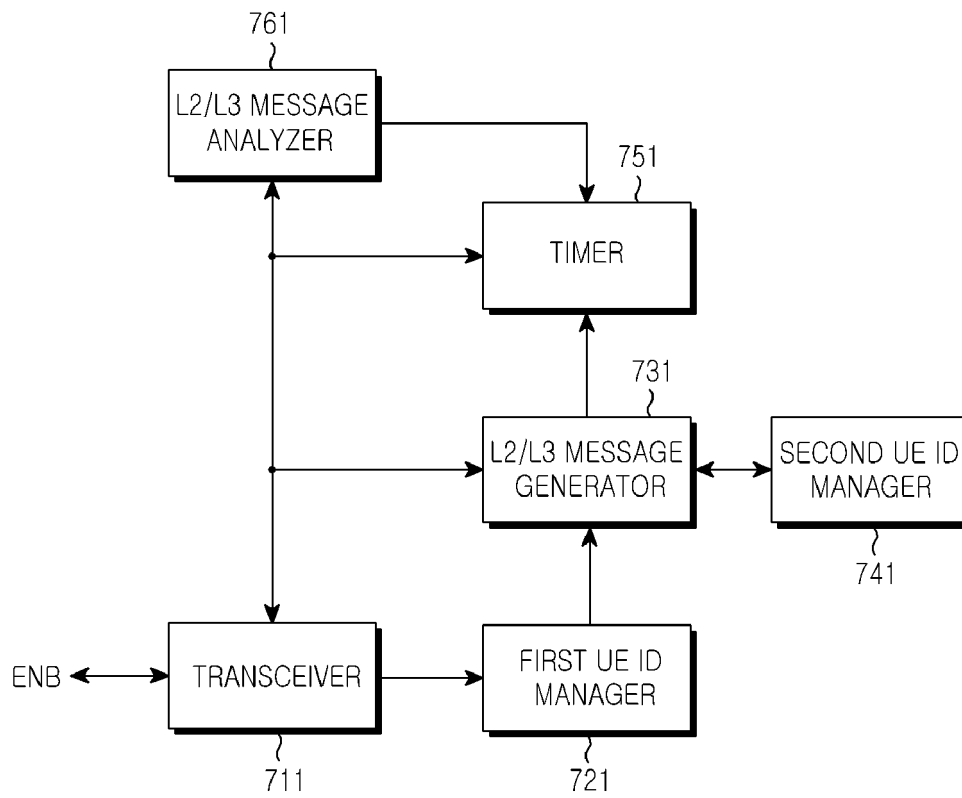 761
L2/L3 MESSAGE
ANALYZER
751
TIMER
731
L2/L3 MESSAGE
GENERATOR
SECOND UE ID
MANAGER
741
ENB
TRANSCEIVER
FIRST UE ID
MANAGER
711
721